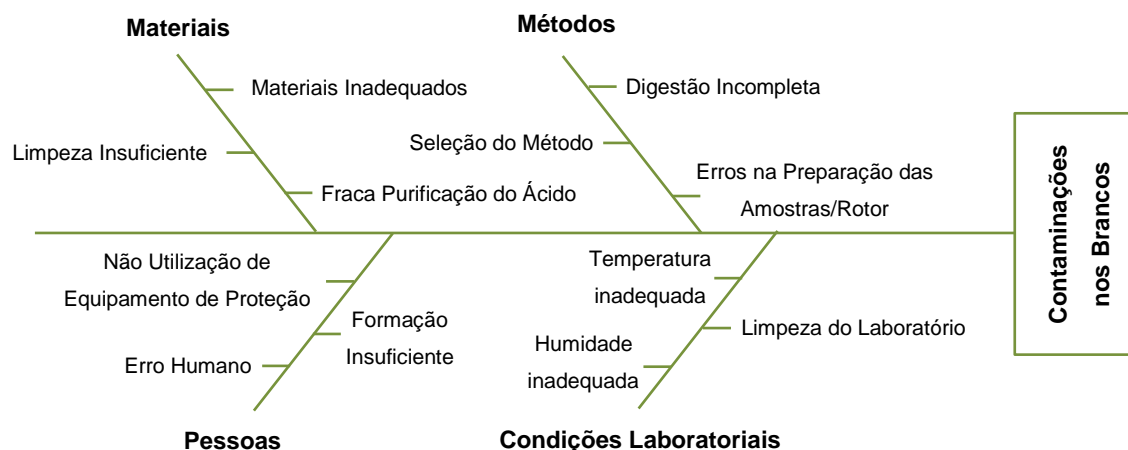 Materiais
Métodos
Materiais Inadequados
Limpeza Insuficiente
Fraca Purificação do Ácido
Digestão Incompleta
Seleção do Método
Erros na Preparação das
Amostras/Rotor
Não Utilização de
Equipamento de Proteção
Formação
Insuficiente
Erro Humano
Temperatura
inadequada
Limpeza do Laboratório
Humidade
inadequada
Pessoas
Condições Laboratoriais
Contaminações
nos Brancos